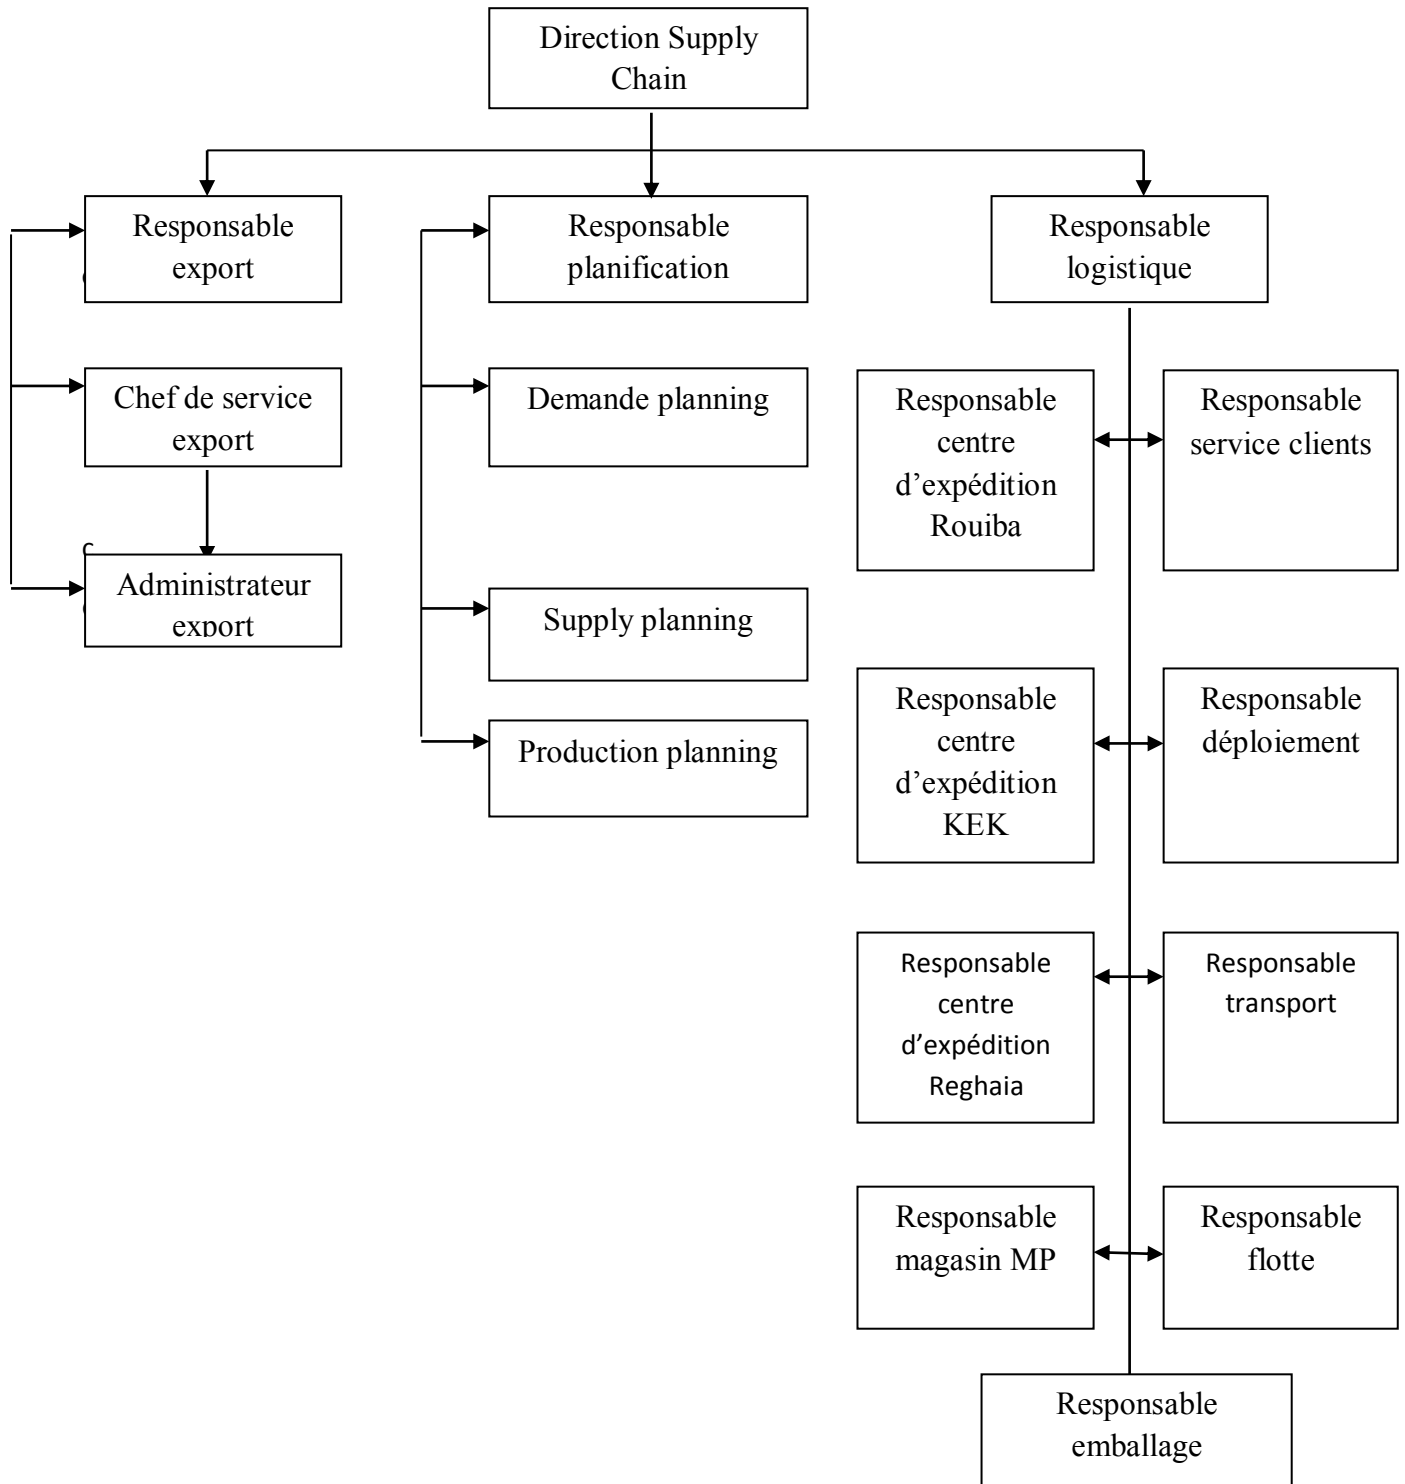 Direction Supply
Chain
Responsable
export
Responsable
planification
Responsable
logistique
Chef de service
export
Demande planning
Responsable
centre
d’expédition
Rouiba
Responsable
service clients
Administrateur
export
Supply planning
Production planning
Responsable
centre
d’expédition
KEK
Responsable
déploiement
Responsable
centre
d’expédition
Reghaia
Responsable
transport
Responsable
magasin MP
Responsable
flotte
Responsable
emballage